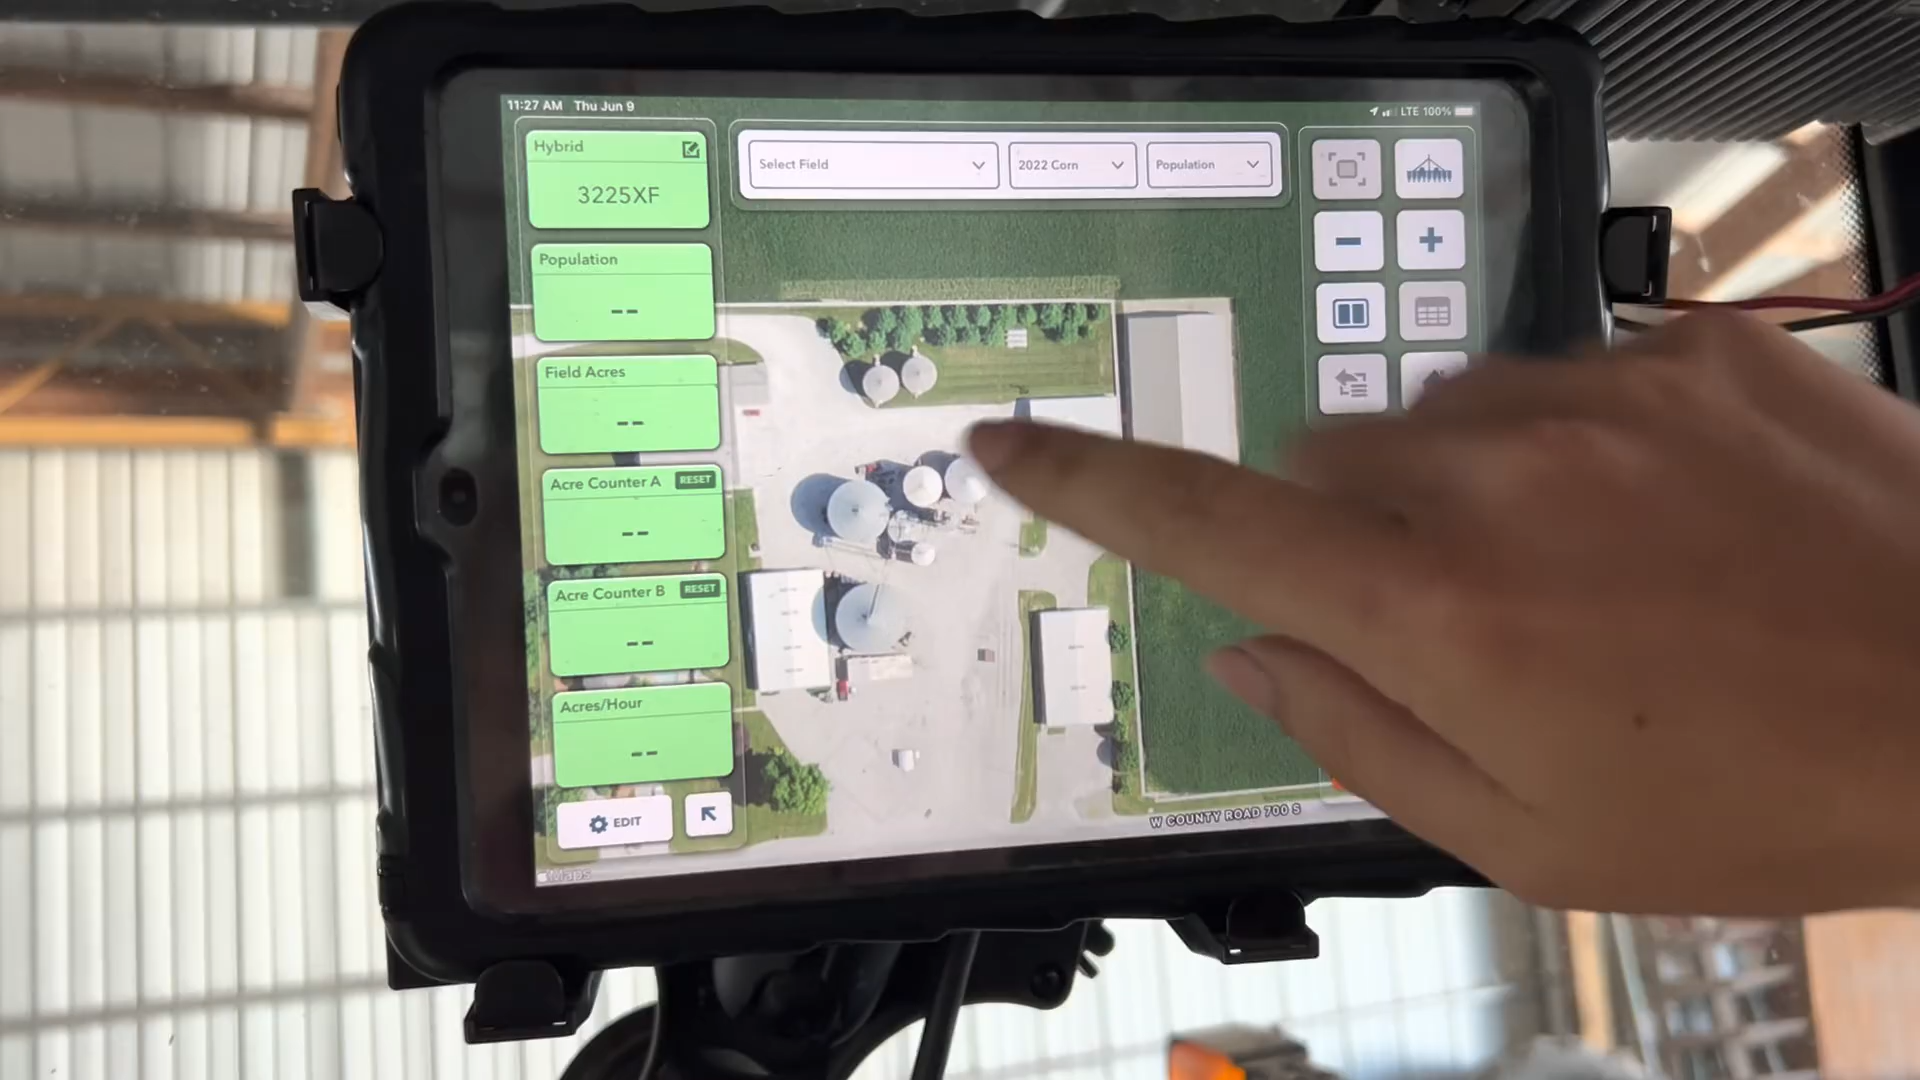 11:27 AM Thu Jun 9
LTE 100%
Hybrid
3225XF
Select Field
2022 Corn
Population
Population
--
Field Acres
--
Acre Counter A
RESET
--
Acre Counter B
RESET
--
Acres/Hour
--
EDIT
W COUNTY ROAD 700 S
Maps